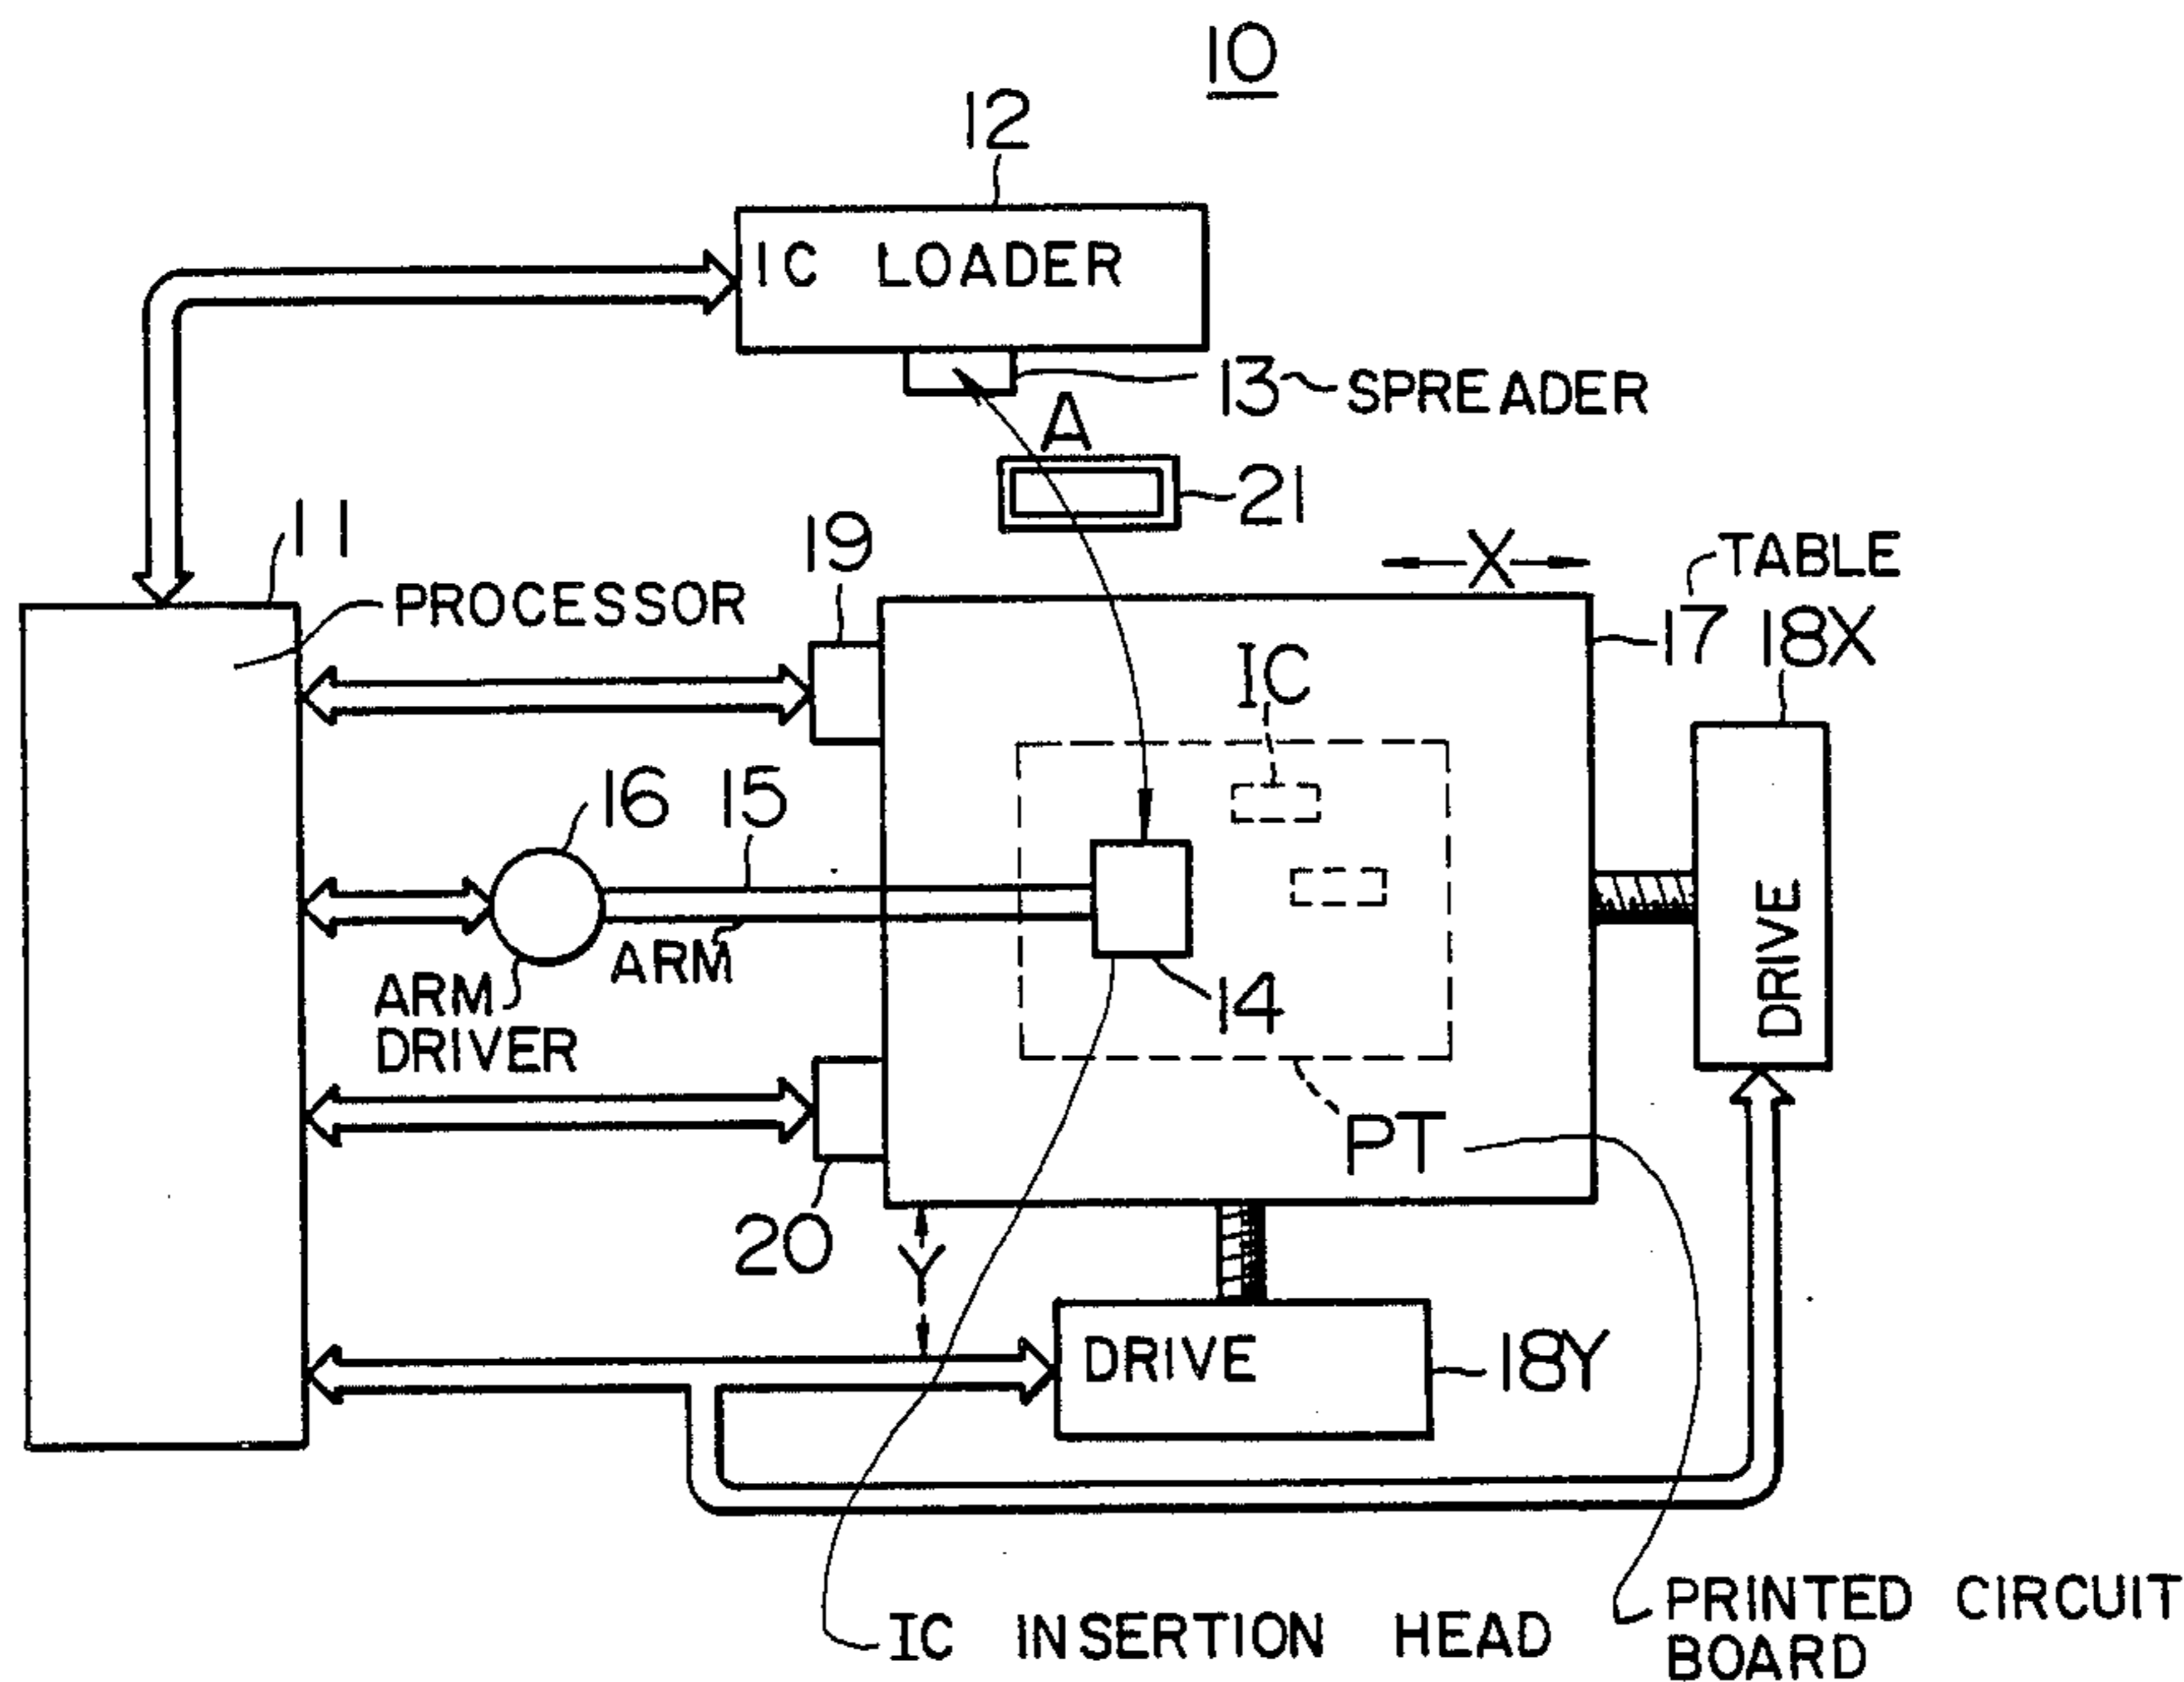 10
12
IC LOADER
13 SPREADER
A
21
11
19
X
TABLE
PROCESSOR
17
18X
IC
16
15
ARM
14
DRIVE
ARM
DRIVER
PT
20
Y
DRIVE
18Y
IC INSERTION HEAD
PRINTED CIRCUIT
BOARD